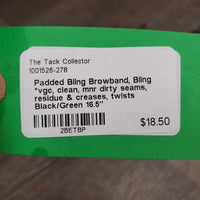 The Tack Collector
1001526-278
Padded Bling Browband, Bling
*vgc, clean, mnr dirty seams,
residue & creases, twists
Black/Green 16.5"
$18.50
2BETBP